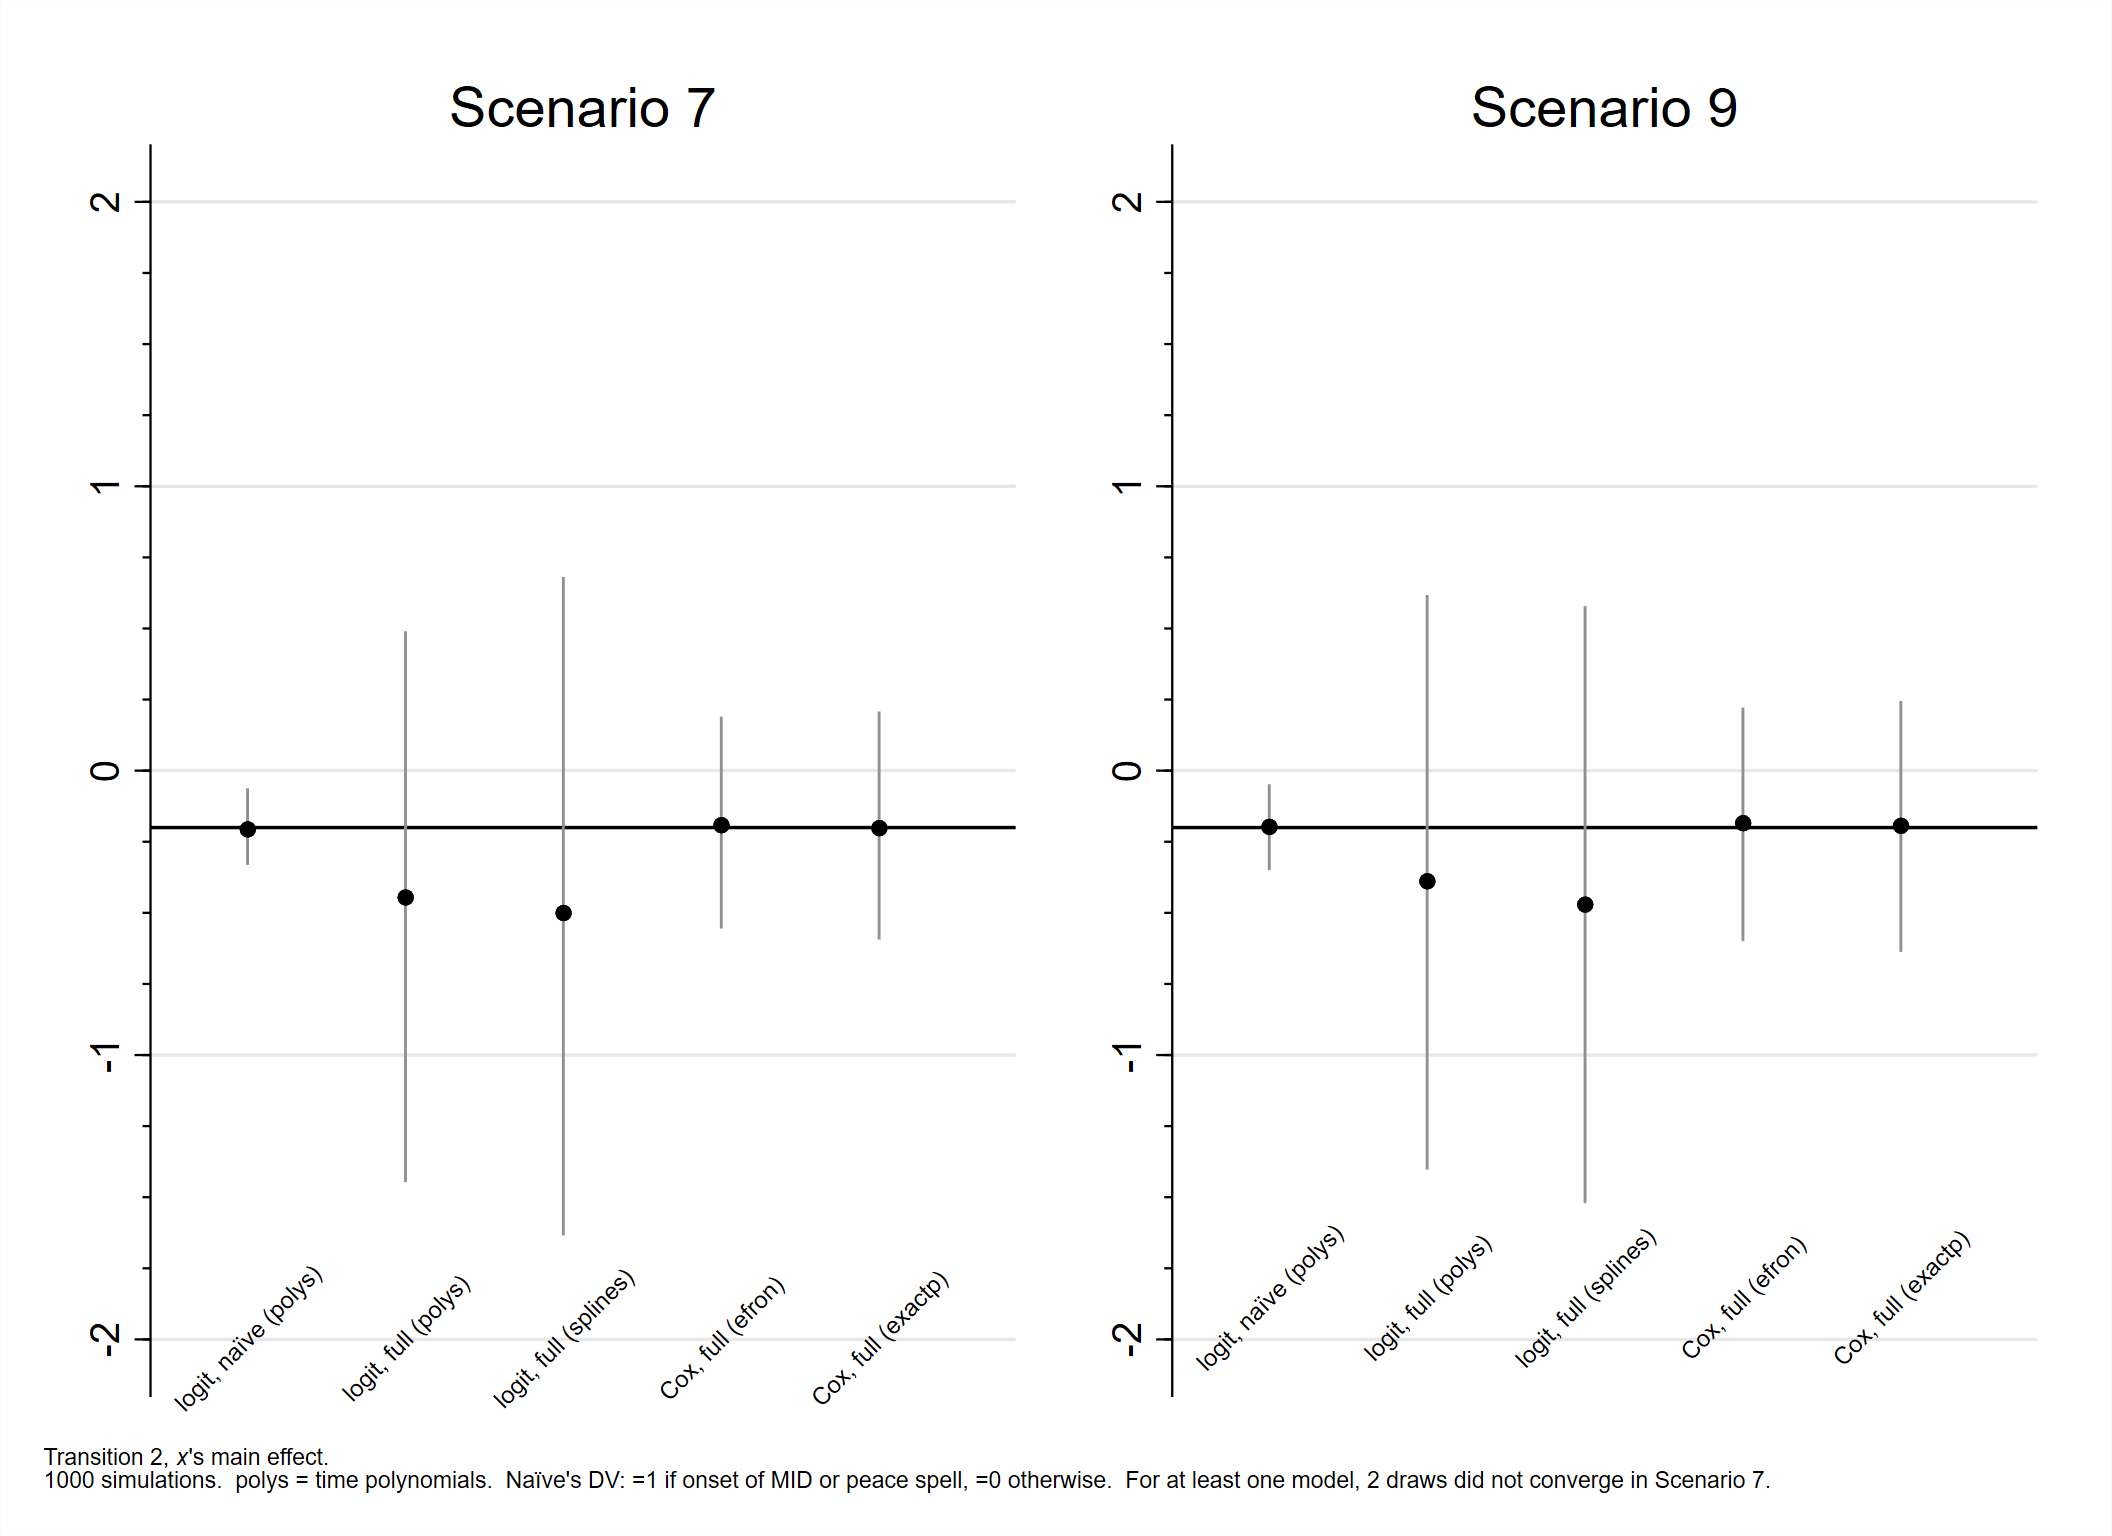 Scenario 7
2
1
0
-1
-2
logit, naïve (polys)
logit, full (polys)
logit, full (splines)
Cox, full (efron)
Cox, full (exactp)
Scenario 9
2
1
0
-1
-2
logit, naïve (polys)
logit, full (polys)
logit, full (splines)
Cox, full (efron)
Cox, full (exactp)
Transition 2, x's main effect.
1000 simulations.  polys = time polynomials.  Naïve's DV: =1 if onset of MID or peace spell, =0 otherwise.  For at least one model, 2 draws did not converge in Scenario 7.